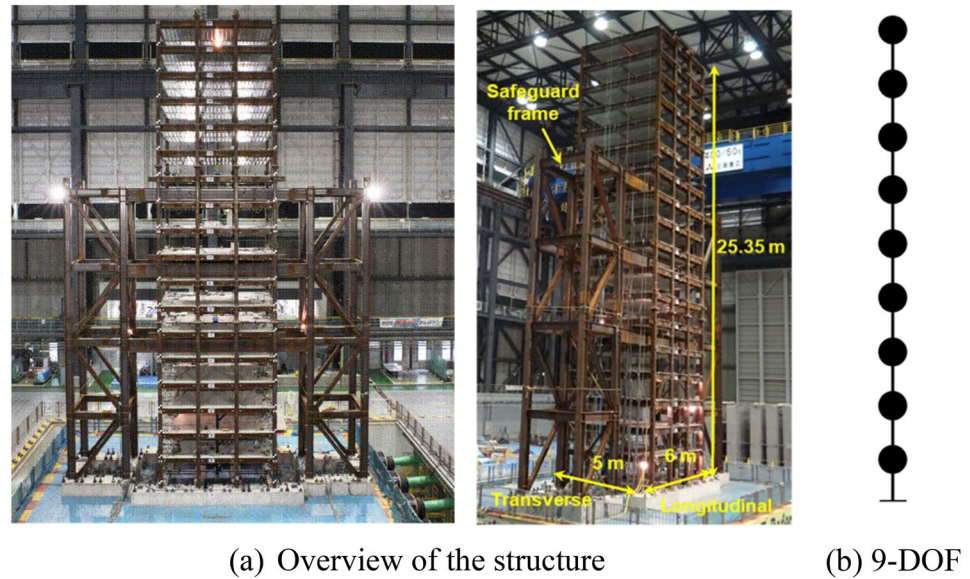 Safeguard
frame
25.35 m
5 m
6 m
Transverse
Longitudinal
(a) Overview of the structure
(b) 9-DOF